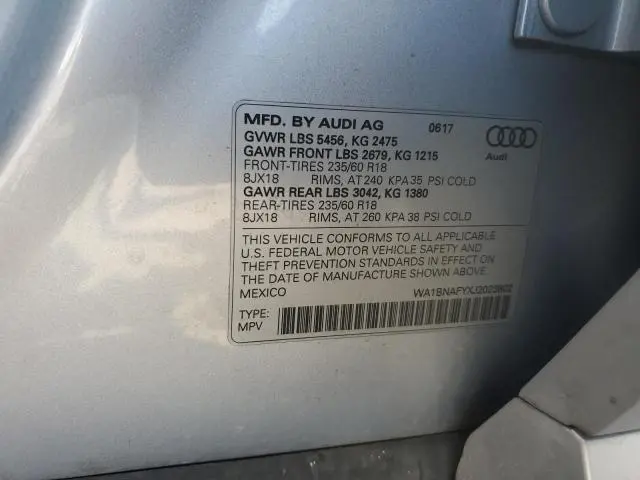 MFD. BY AUDI AG 0617
GVWR LBS 5456, KG 2475
GAWR FRONT LBS 2679, KG 1215
FRONT-TIRES 235/60 R18
8JX18 RIMS, AT 240 KPA 35 PSI COLD
GAWR REAR LBS 3042, KG 1380
REAR-TIRES 235/60 R18
8JX18 RIMS, AT 260 KPA 38 PSI COLD
Audi
THIS VEHICLE CONFORMS TO ALL APPLICABLE
U.S. FEDERAL MOTOR VEHICLE SAFETY AND
THEFT PREVENTION STANDARDS IN EFFECT ON
THE DATE OF MANUFACTURE SHOWN ABOVE
MEXICO
TYPE:
MPV